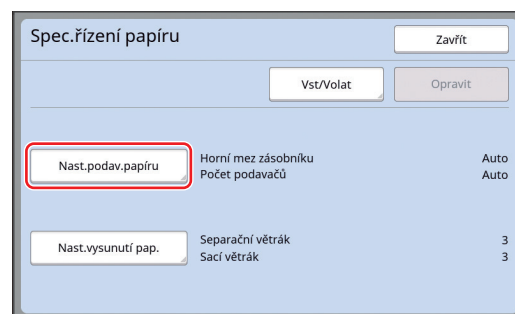 Spec.řízení papíru
Zavřít
Vst/Volat
Opravit
Nast.podav.papíru
Horní mez zásobníku Auto
Počet podavačů Auto
Nast.vysunutí pap.
Separační větrák 3
Sací větrák 3